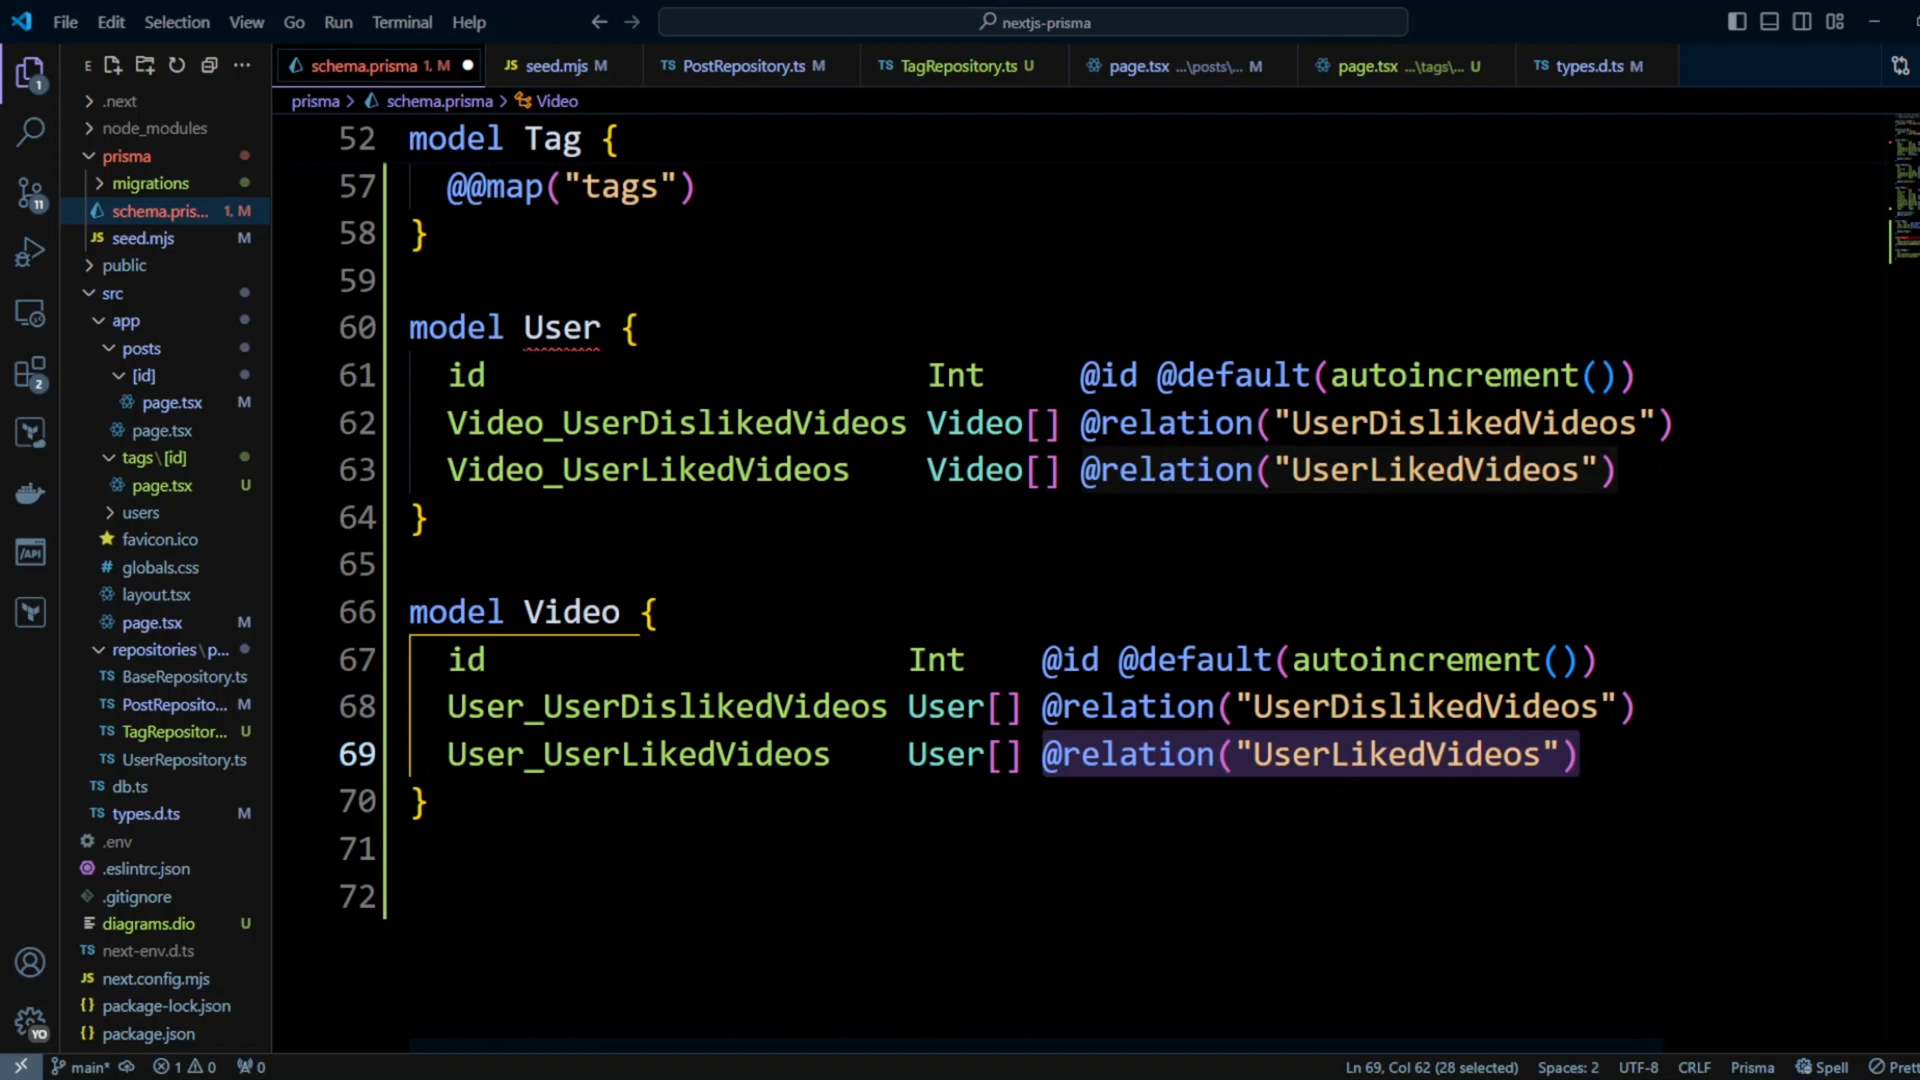 File Edit Selection View Go Run Terminal Help
nextjs-prisma
E
schema.prisma 1, M
seed.mjs M
PostRepository.ts M
TagRepository.ts U
page.tsx ...\posts\... M
page.tsx ...\tags\... U
types.d.ts M
prisma > schema.prisma > Video
.next
node_modules
prisma
migrations
schema.pris... 1, M
seed.mjs M
public
src
app
posts
[id]
page.tsx M
page.tsx
tags\[id]
page.tsx U
users
favicon.ico
globals.css
layout.tsx
page.tsx M
repositories\p...
BaseRepository.ts
PostReposito... M
TagRepositor... U
UserRepository.ts
db.ts
types.d.ts M
.env
.eslintrc.json
.gitignore
diagrams.dio U
next-env.d.ts
next.config.mjs
package-lock.json
package.json
1
11
2
YO
52 model Tag {
57 @@map("tags")
58 }
59
60 model User {
61 id Int @id @default(autoincrement())
62 Video_UserDislikedVideos Video[] @relation("UserDislikedVideos")
63 Video_UserLikedVideos Video[] @relation("UserLikedVideos")
64 }
65
66 model Video {
67 id Int @id @default(autoincrement())
68 User_UserDislikedVideos User[] @relation("UserDislikedVideos")
69 User_UserLikedVideos User[] @relation("UserLikedVideos")
70 }
71
72
main* 1 0 0 Ln 69, Col 62 (28 selected) Spaces: 2 UTF-8 CRLF Prisma Spell Prett